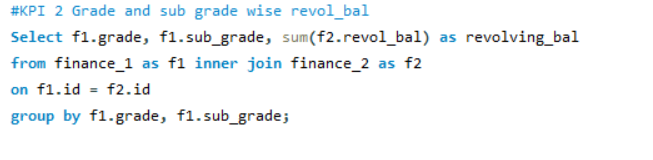 #KPI 2 Grade and sub grade wise revol_bal
Select f1.grade, f1.sub_grade, sum(f2.revol_bal) as revolving_bal
from finance_1 as f1 inner join finance_2 as f2
on f1.id = f2.id
group by f1.grade, f1.sub_grade;